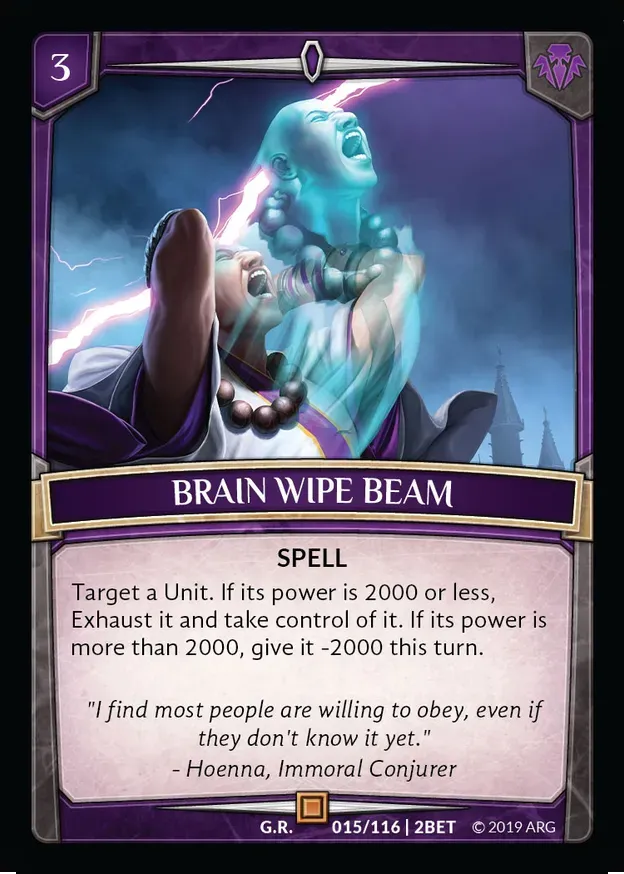 3
BRAIN WIPE BEAM
SPELL
Target a Unit. If its power is 2000 or less,
Exhaust it and take control of it. If its power is
more than 2000, give it -2000 this turn.
"I find most people are willing to obey, even if
they don't know it yet."
- Hoenna, Immoral Conjurer
G.R. 015/116 | 2BET © 2019 ARG